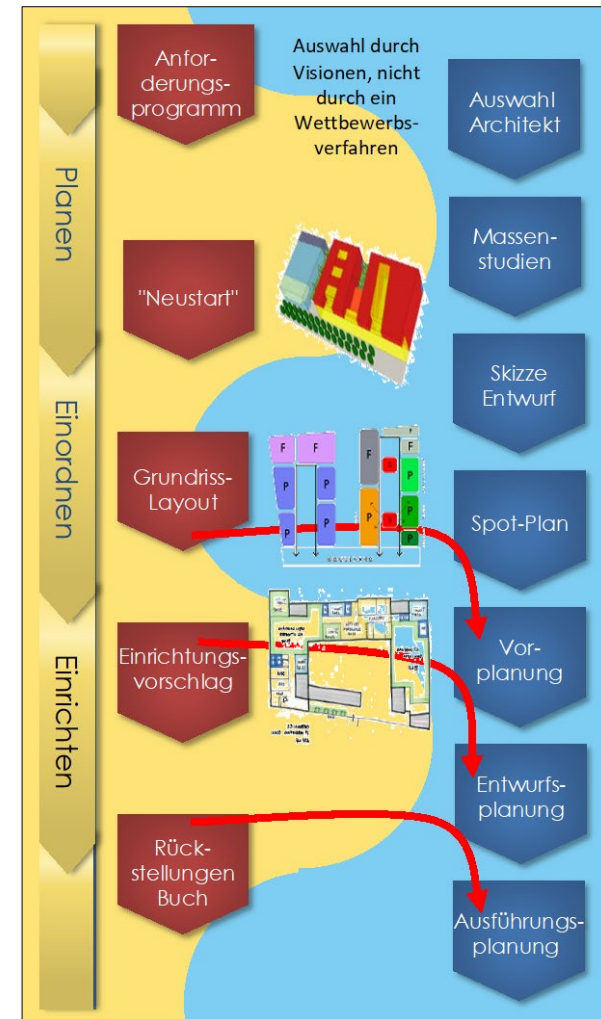 Planen
Einordnen
Einrichten
Anfor-
derungs-
programm
"Neustart"
Grundriss-
Layout
Einrichtungs-
vorschlag
Rück-
stellungen
Buch
Auswahl durch
Visionen, nicht
durch ein
Wettbewerbs-
verfahren
F
F
P
P
P
P
F
P
F
F
P
P
P
Auswahl
Architekt
Massen-
studien
Skizze
Entwurf
Spot-Plan
Vor-
planung
Entwurfs-
planung
Ausführungs-
planung